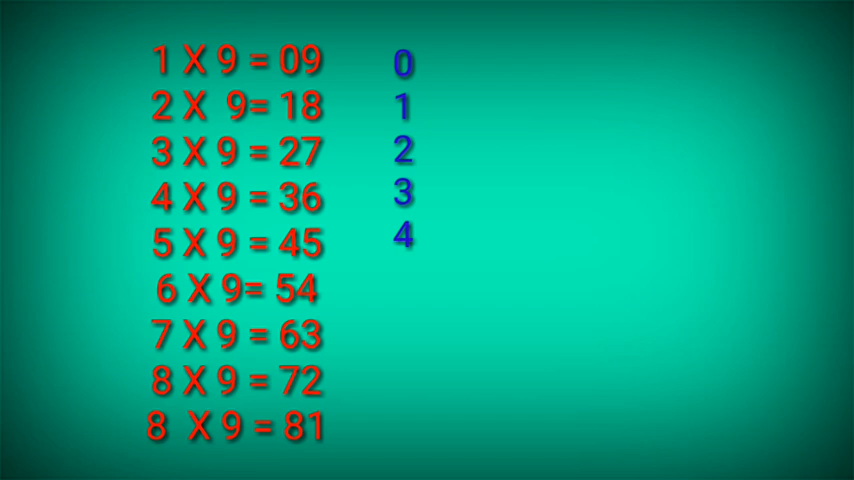 1 X 9 = 09 0
2 X 9= 18 1
3 X 9 = 27 2
4 X 9 = 36 3
5 X 9 = 45 4
6 X 9= 54
7 X 9 = 63
8 X 9 = 72
8 X 9 = 81